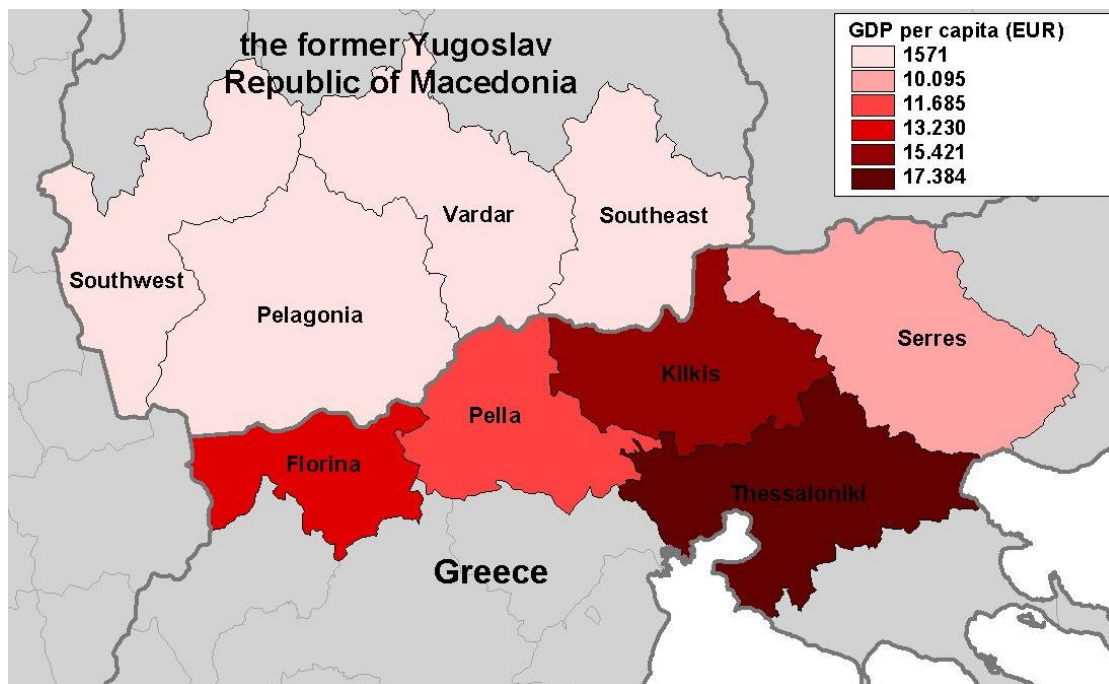 the former Yugoslav
Republic of Macedonia
GDP per capita (EUR)
1571
10.095
11.685
13.230
15.421
17.384
Vardar
Southeast
Southwest
Pelagonia
Serres
Kilkis
Pella
Florina
Thessaloniki
Greece